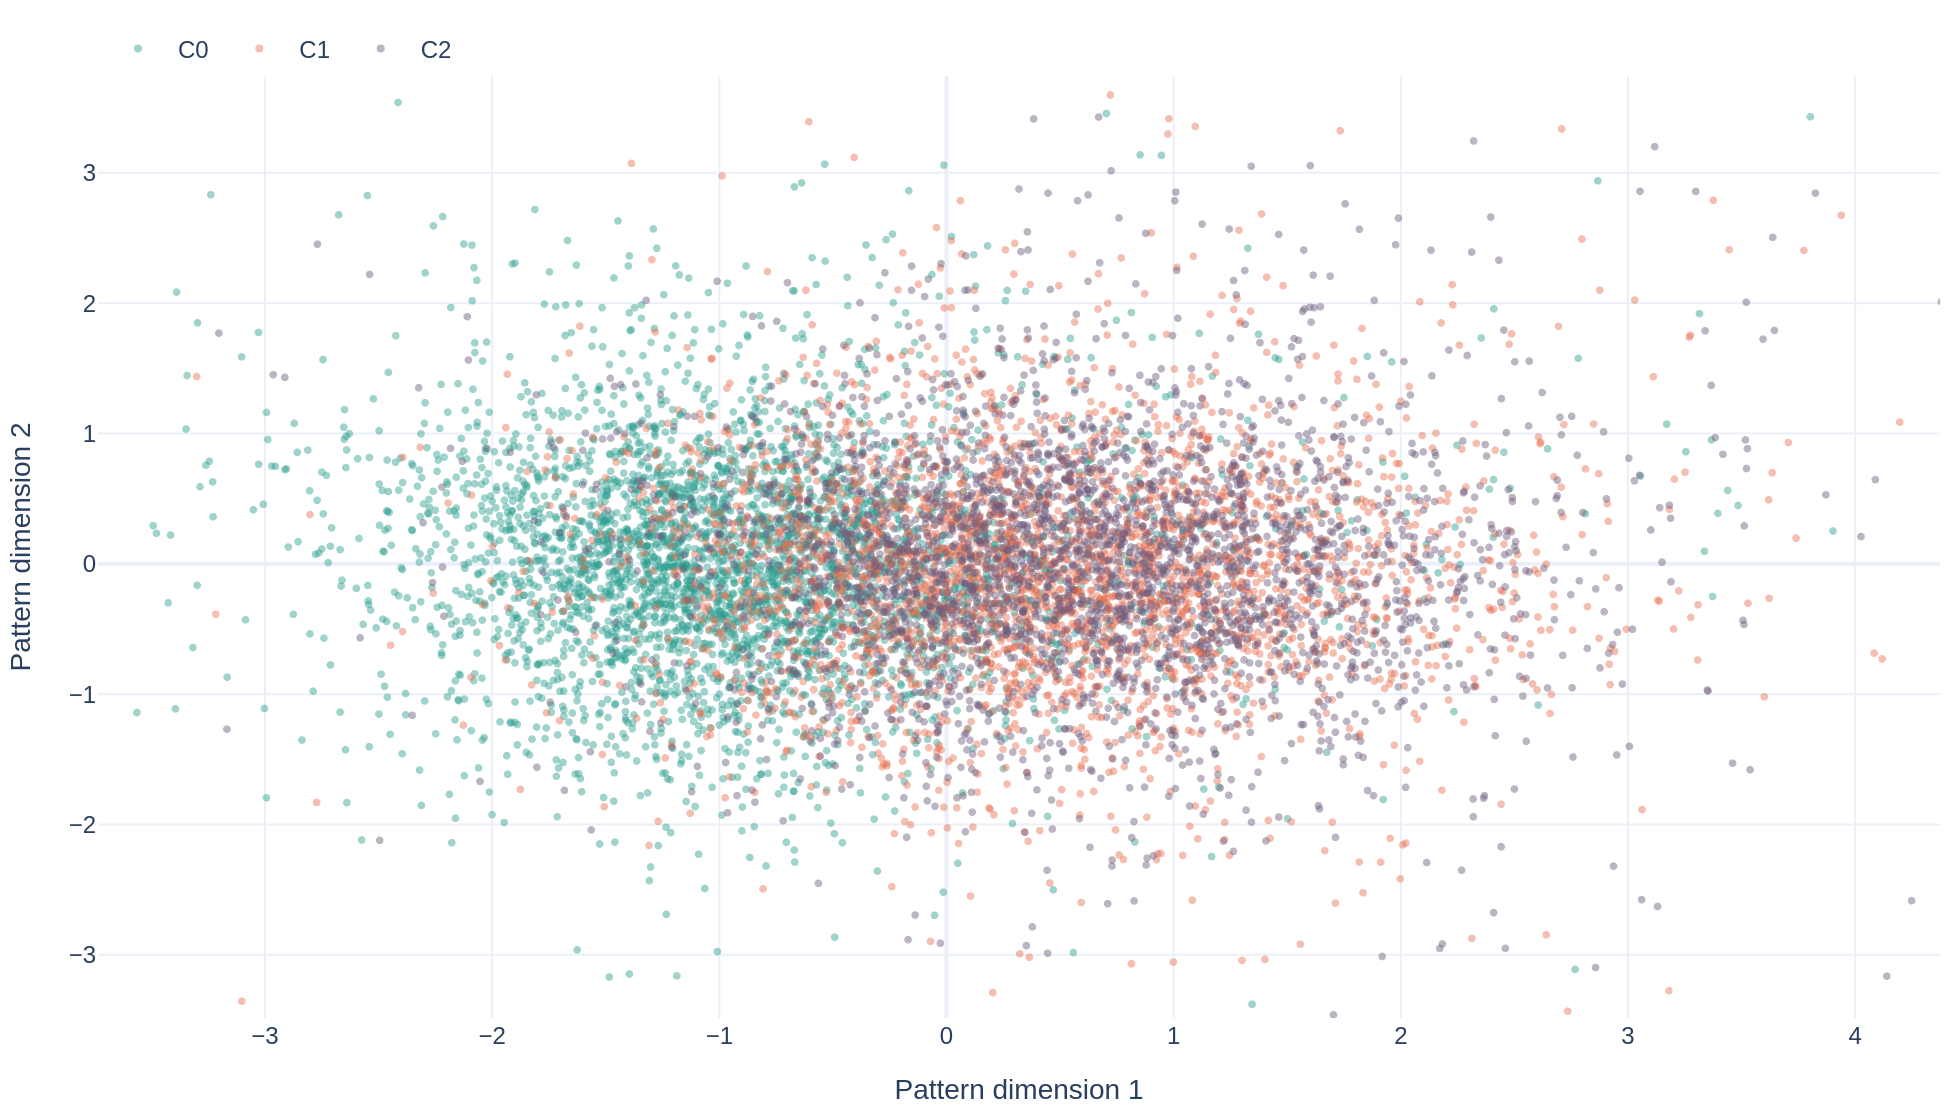 C0 C1 C2
3
2
1
0
−1
−2
−3
Pattern dimension 2
−3 −2 −1 0 1 2 3 4
Pattern dimension 1